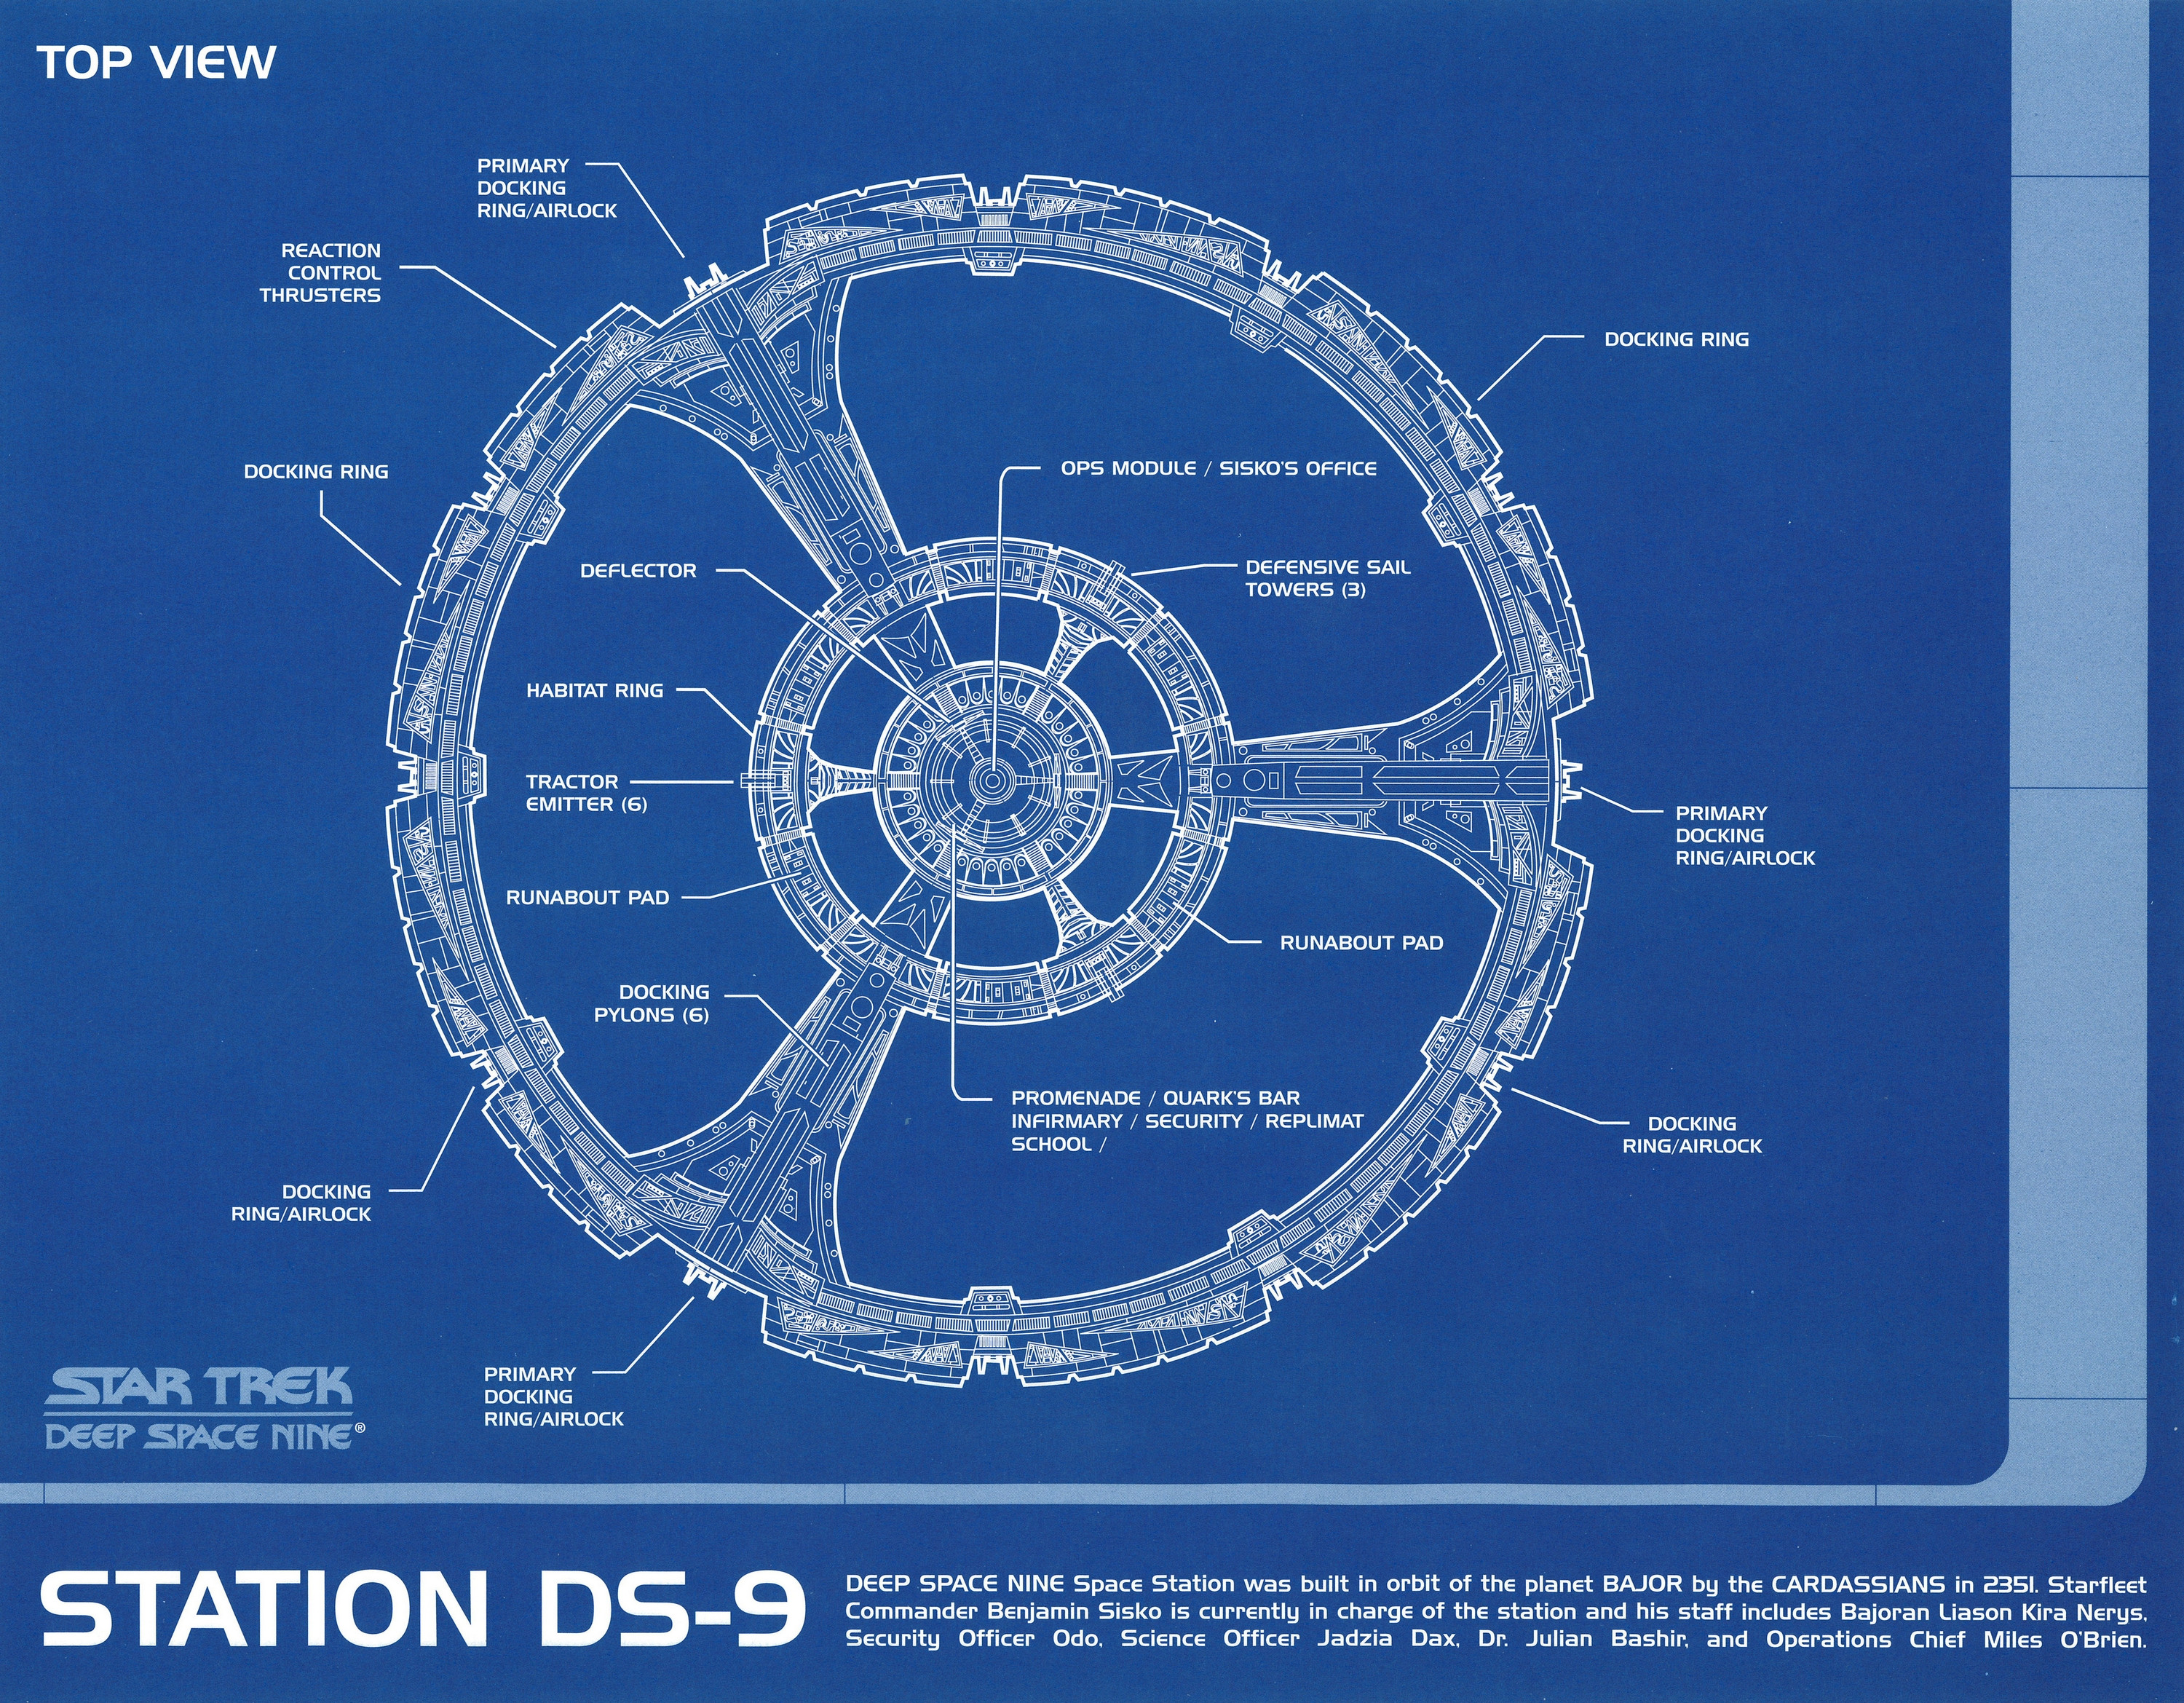 TOP VIEW
PRIMARY
DOCKING
RING/AIRLOCK
REACTION
CONTROL
THRUSTERS
DOCKING RING
DOCKING RING
OPS MODULE / SISKO'S OFFICE
DEFLECTOR
DEFENSIVE SAIL
TOWERS (3)
HABITAT RING
TRACTOR
EMITTER (6)
PRIMARY
DOCKING
RING/AIRLOCK
RUNABOUT PAD
RUNABOUT PAD
DOCKING
PYLONS (6)
PROMENADE / QUARK'S BAR
INFIRMARY / SECURITY / REPLIMAT
SCHOOL /
DOCKING
RING/AIRLOCK
DOCKING
RING/AIRLOCK
PRIMARY
DOCKING
RING/AIRLOCK
STAR TREK
DEEP SPACE NINE®
STATION DS-9
DEEP SPACE NINE Space Station was built in orbit of the planet BAJOR by the CARDASSIANS in 2351. Starfleet
Commander Benjamin Sisko is currently in charge of the station and his staff includes Bajoran Liason Kira Nerys,
Security Officer Odo, Science Officer Jadzia Dax, Dr. Julian Bashir, and Operations Chief Miles O'Brien.